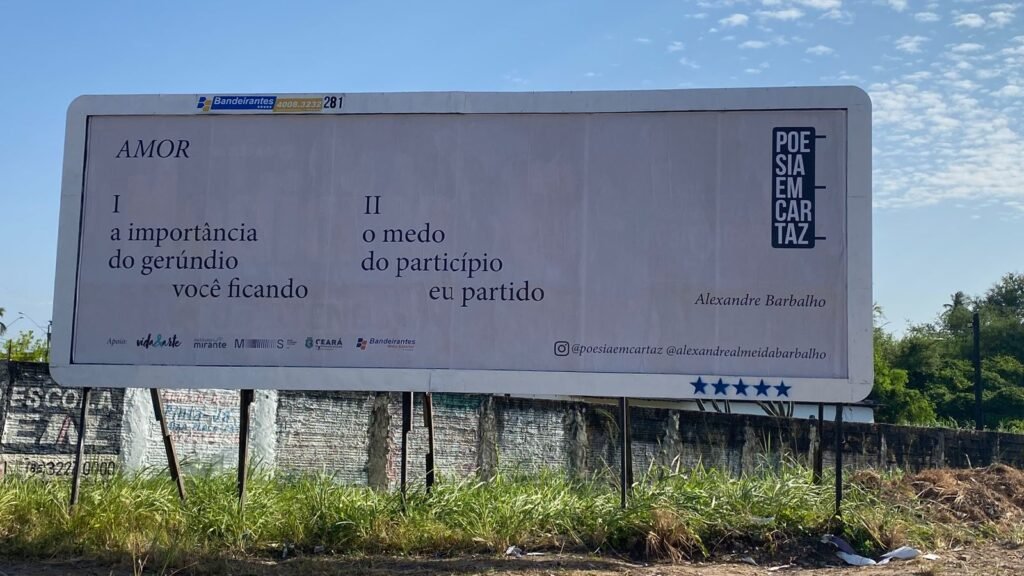 Bandeirantes 4008.3232 281
AMOR
I
a importância
do gerúndio
você ficando
II
o medo
do particípio
eu partido
POE
SIA
EM
CAR
TAZ
Alexandre Barbalho
Apoio: vida&arte mirante CEARÁ Bandeirantes
@poesiaemcartaz @alexandrealmeidabarbalho
ESCOLA